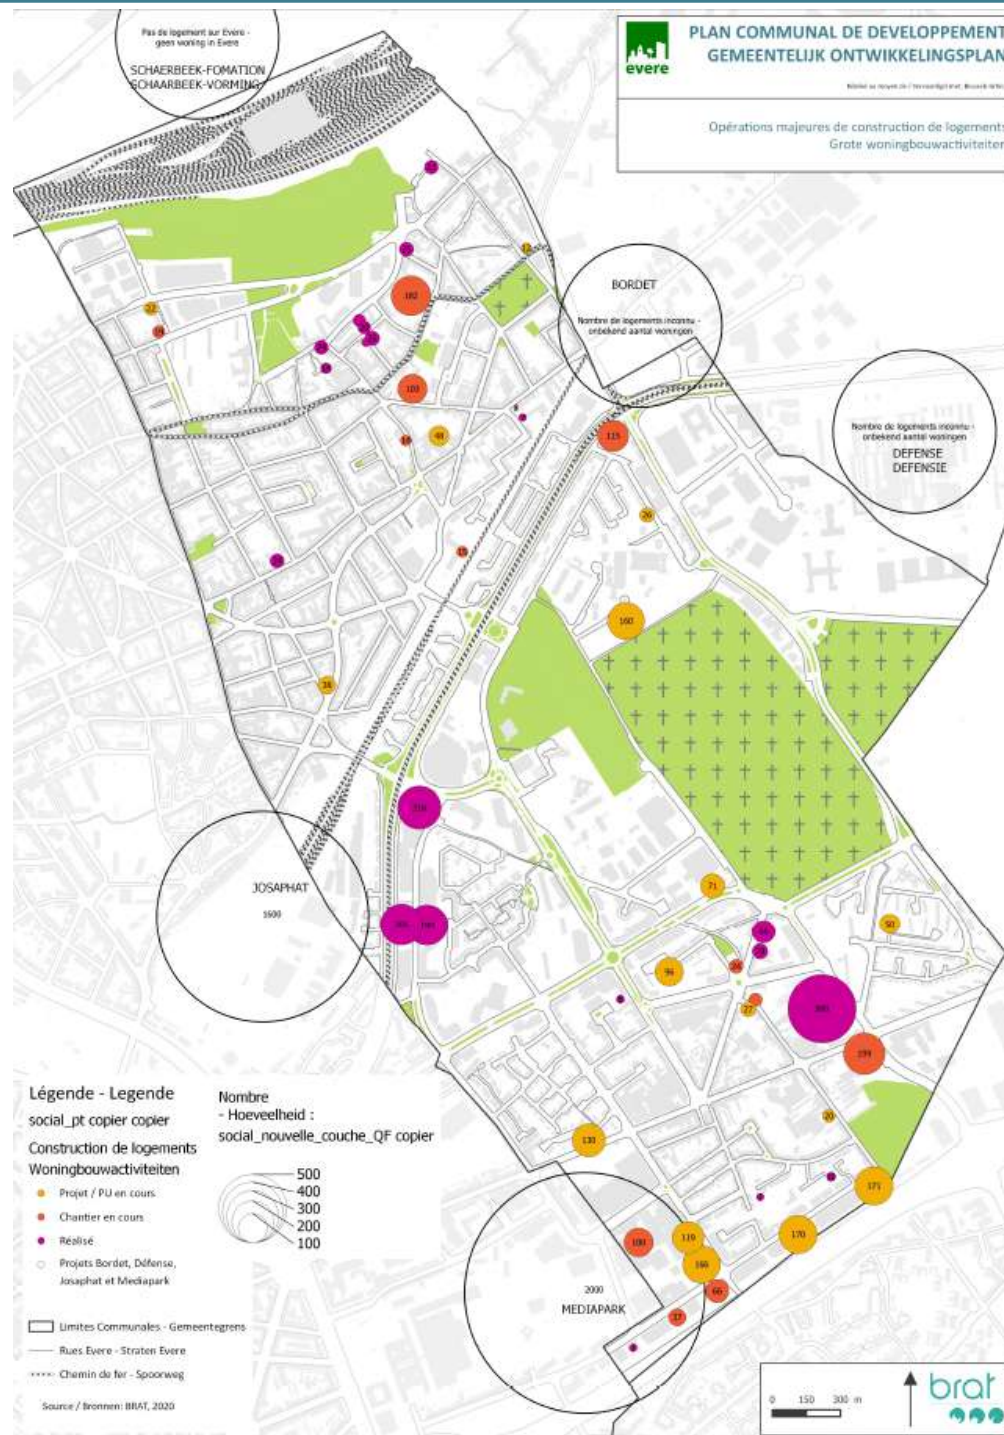 Pas de logement sur Evere -
geen woning in Evere
SCHAERBEEK-FOMATION
SCHAARBEEK-VORMING
evere
PLAN COMMUNAL DE DEVELOPPEMENT
GEMEENTELIJK ONTWIKKELINGSPLAN
Opérations majeures de construction de logements
Grote woningbouwactiviteiten
12
BORDET
182
Nombre de logements inconnu -
onbekend aantal woningen
103
Nombre de logements inconnu -
onbekend aantal woningen
DEFENSE
DEFENSIE
48
115
26
15
160
JOSAPHAT
1600
71
50
96
27
199
20
130
171
170
119
166
100
66
37
2000
MEDIAPARK
Légende - Legende
social_pt copier copier
Construction de logements
Woningbouwactiviteiten
Projet / PU en cours
Chantier en cours
Réalisé
Projets Bordet, Défense,
Josaphat et Mediapark
Limites Communales - Gemeentegrens
Rues Evere - Straten Evere
Chemin de fer - Spoorweg
Source / Bronnen: BRAT, 2020
Nombre
- Hoeveelheid :
social_nouvelle_couche_QF copier
500
400
300
200
100
0 150 300 m
brat